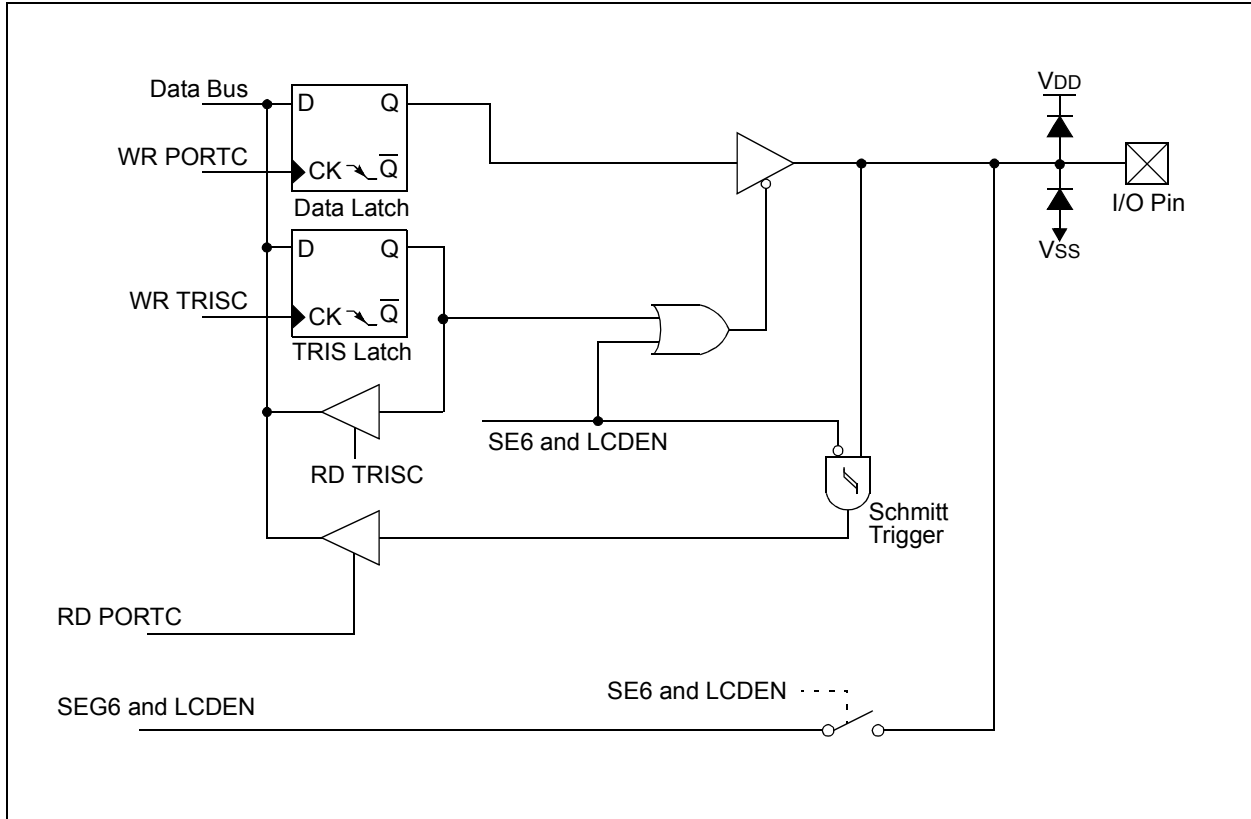 Data Bus
D Q
VDD
WR PORTC
CK Q̅
I/O Pin
Data Latch
D Q
VSS
WR TRISC
CK Q̅
TRIS Latch
SE6 and LCDEN
RD TRISC
Schmitt
Trigger
RD PORTC
SE6 and LCDEN
SEG6 and LCDEN